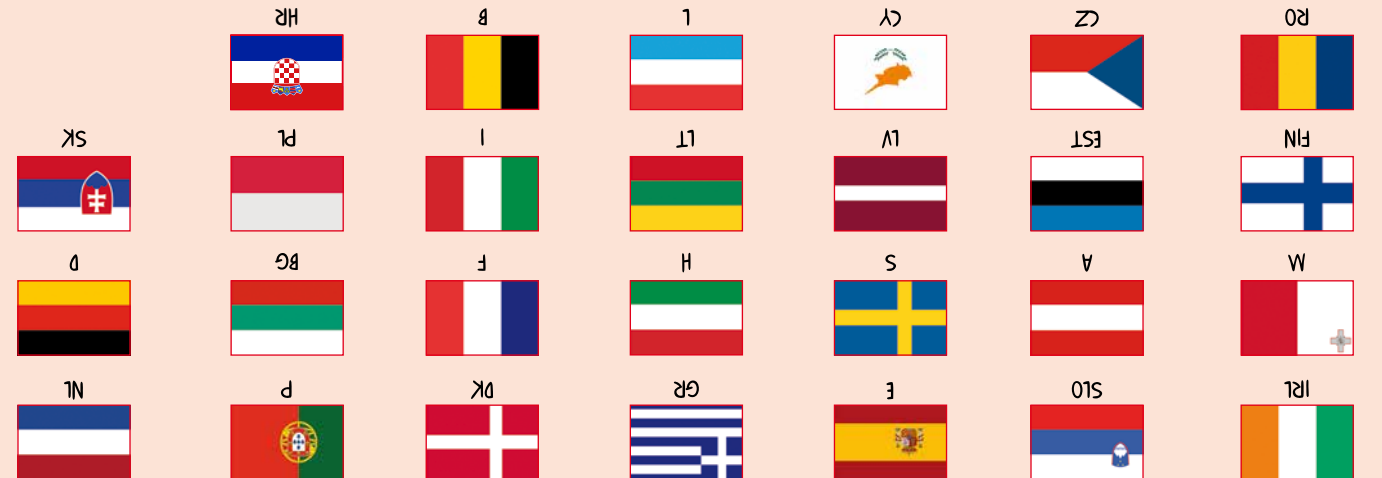 IRL SLO E GR DK P NL
M A S H F BG D
FIN EST LV LT I PL SK
RO CZ CY L B HR